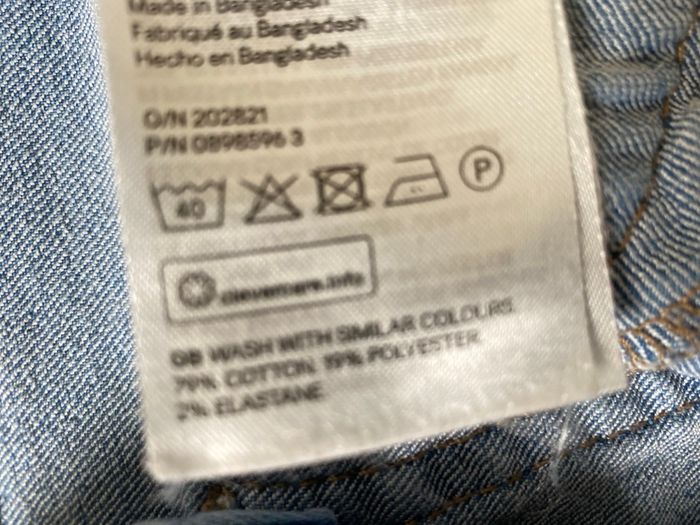 Made in Bangladesh
Fabriqué au Bangladesh
Hecho en Bangladesh
O/N 202821
P/N 0898596 3
40
P
clevercare.info
GB WASH WITH SIMILAR COLOURS
79% COTTON 19% POLYESTER
2% ELASTANE